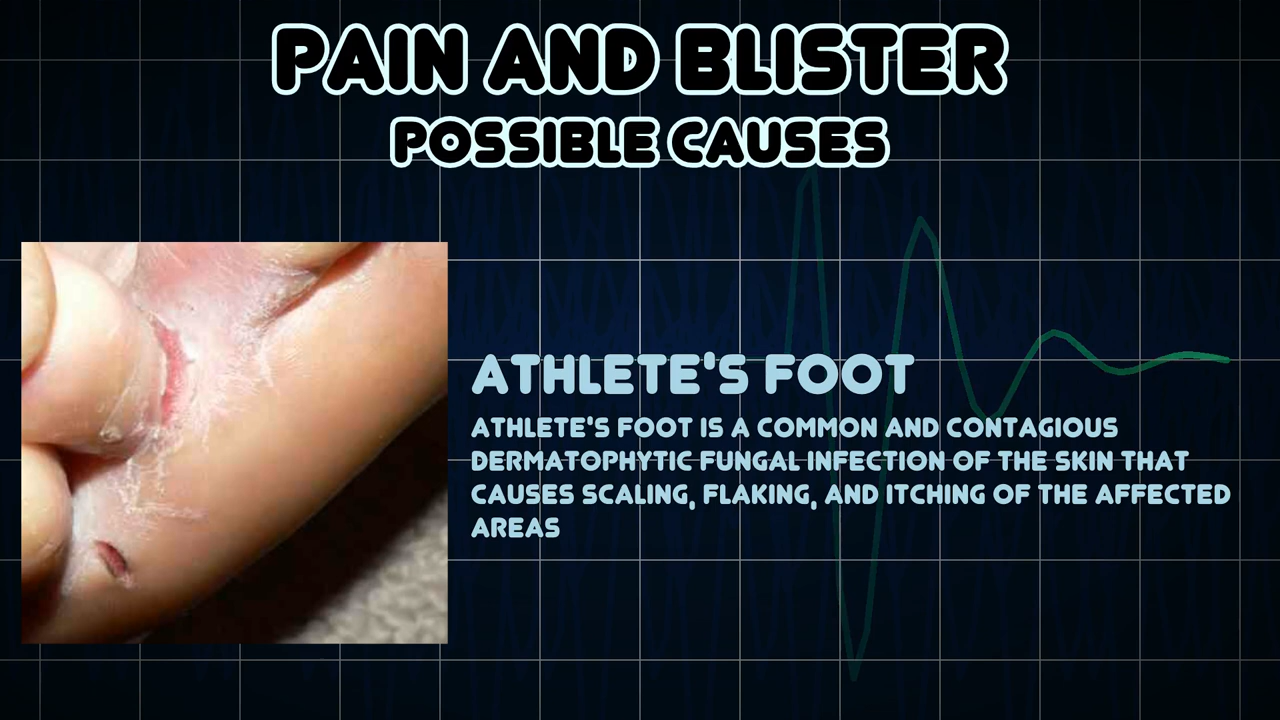 PAIN AND BLISTER
POSSIBLE CAUSES
ATHLETE'S FOOT
ATHLETE'S FOOT IS A COMMON AND CONTAGIOUS
DERMATOPHYTIC FUNGAL INFECTION OF THE SKIN THAT
CAUSES SCALING, FLAKING, AND ITCHING OF THE AFFECTED
AREAS